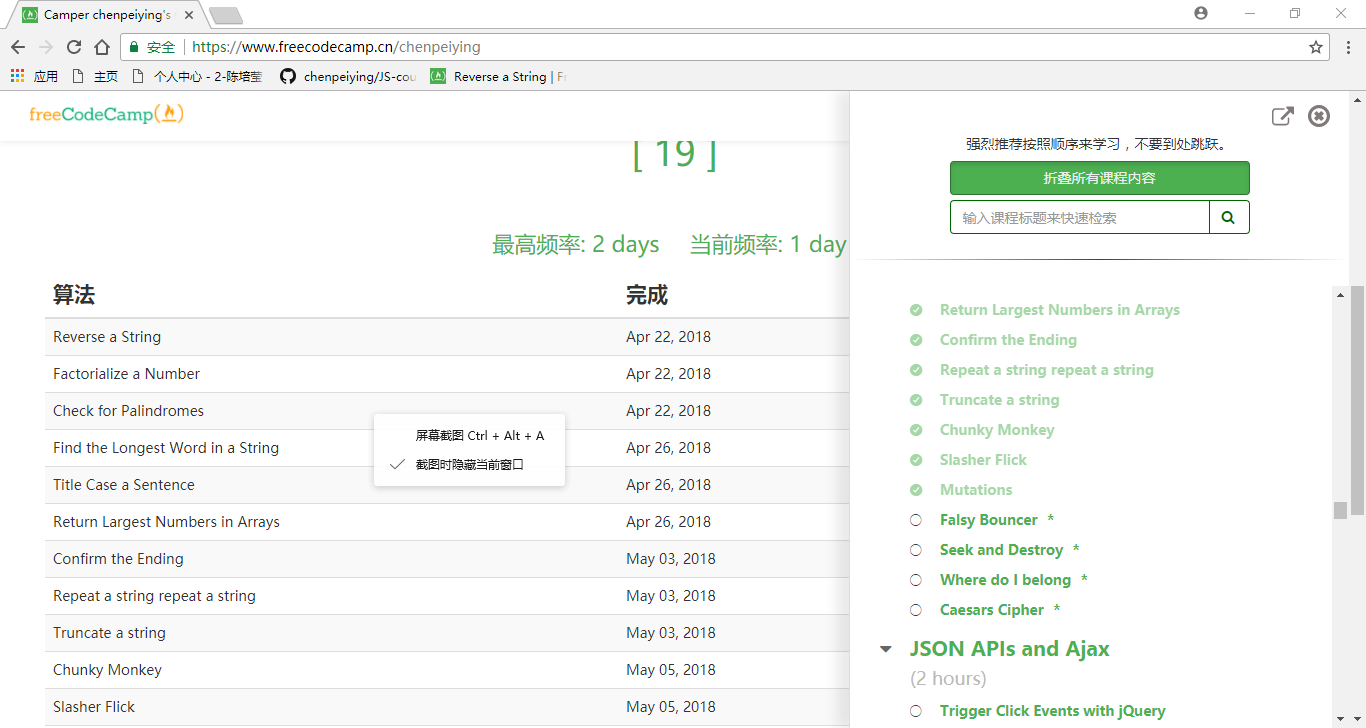 Camper chenpeiying's
安全 https://www.freecodecamp.cn/chenpeiying
应用 主页 个人中心 - 2-陈培莹 chenpeiying/JS-cou Reverse a String | Fr
freeCodeCamp
[ 19 ]
最高频率: 2 days 当前频率: 1 day
算法 完成
Reverse a String Apr 22, 2018
Factorialize a Number Apr 22, 2018
Check for Palindromes Apr 22, 2018
Find the Longest Word in a String Apr 26, 2018
Title Case a Sentence Apr 26, 2018
Return Largest Numbers in Arrays Apr 26, 2018
Confirm the Ending May 03, 2018
Repeat a string repeat a string May 03, 2018
Truncate a string May 03, 2018
Chunky Monkey May 05, 2018
Slasher Flick May 05, 2018
屏幕截图 Ctrl + Alt + A
截图时隐藏当前窗口
强烈推荐按照顺序来学习，不要到处跳跃。
折叠所有课程内容
输入课程标题来快速检索
Return Largest Numbers in Arrays
Confirm the Ending
Repeat a string repeat a string
Truncate a string
Chunky Monkey
Slasher Flick
Mutations
Falsy Bouncer *
Seek and Destroy *
Where do I belong *
Caesars Cipher *
JSON APIs and Ajax
(2 hours)
Trigger Click Events with jQuery